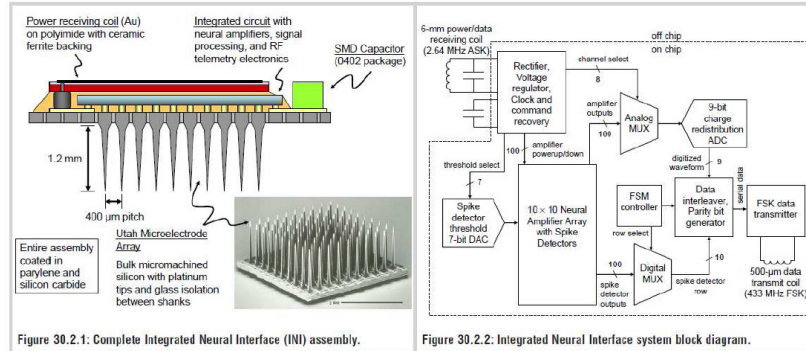 Power receiving coil (Au)
on polyimide with ceramic
ferrite backing
Integrated circuit with
neural amplifiers, signal
processing, and RF
telemetry electronics
SMD Capacitor
(0402 package)
1.2 mm
400 µm pitch
Utah Microelectrode
Array
Bulk micromachined
silicon with platinum
tips and glass isolation
between shanks
Entire assembly
coated in
parylene and
silicon carbide
Figure 30.2.1: Complete Integrated Neural Interface (INI) assembly.
6-mm power/data
receiving coil
(2.64 MHz ASK)
off chip
on chip
Rectifier,
Voltage
regulator,
Clock and
command
recovery
channel select
8
amplifier
outputs
100
Analog
MUX
9-bit
charge
redistribution
ADC
100
amplifier
powerup/down
threshold select
7
digitized
waveform
9
serial data
Spike
detector
threshold
7-bit DAC
10 × 10 Neural
Amplifier Array
with Spike
Detectors
FSM
controller
Data
interleaver,
Parity bit
generator
FSK data
transmitter
row select
100
spike
detector
outputs
Digital
MUX
10
spike detector
row
500-µm data
transmit coil
(433 MHz FSK)
Figure 30.2.2: Integrated Neural Interface system block diagram.